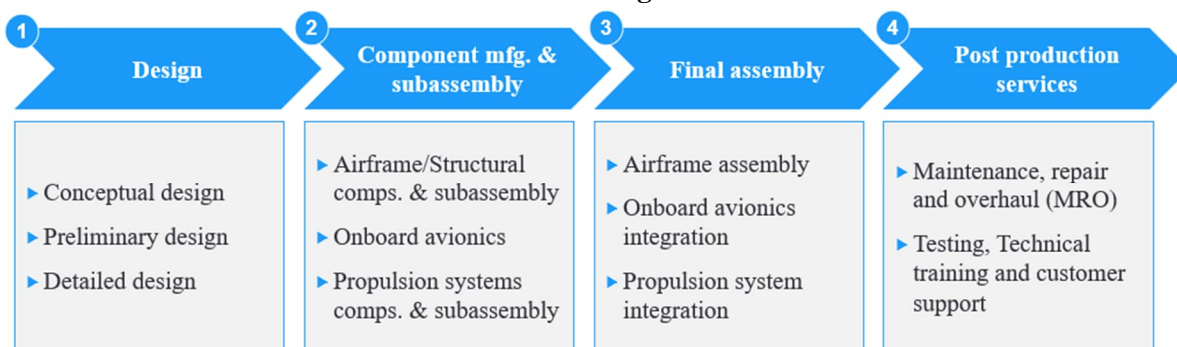 1
Design
Conceptual design
Preliminary design
Detailed design
2
Component mfg. &
subassembly
Airframe/Structural
comps. & subassembly
Onboard avionics
Propulsion systems
comps. & subassembly
3
Final assembly
Airframe assembly
Onboard avionics
integration
Propulsion system
integration
4
Post production
services
Maintenance, repair
and overhaul (MRO)
Testing, Technical
training and customer
support